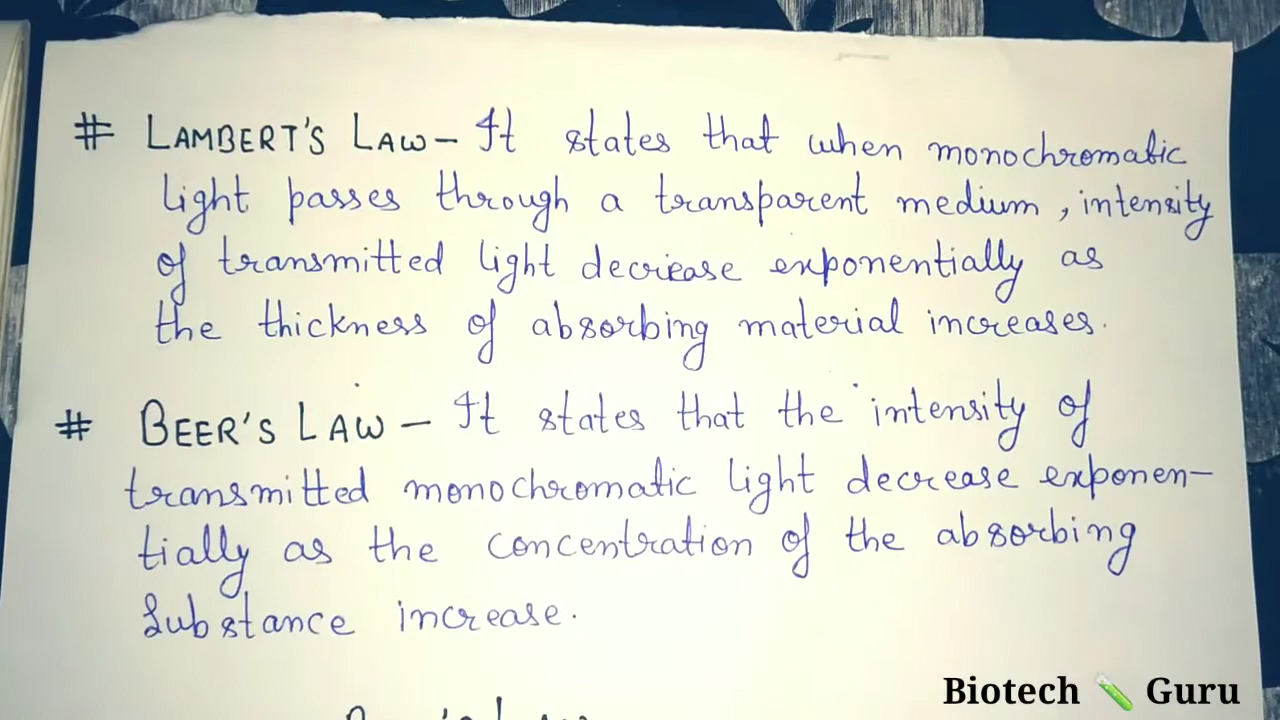 # LAMBERT'S LAW - It states that when monochromatic
light passes through a transparent medium, intensity
of transmitted light decrease exponentially as
the thickness of absorbing material increases.
# BEER'S LAW - It states that the intensity of
transmitted monochromatic light decrease exponen-
tially as the concentration of the absorbing
Substance increase.
Biotech Guru